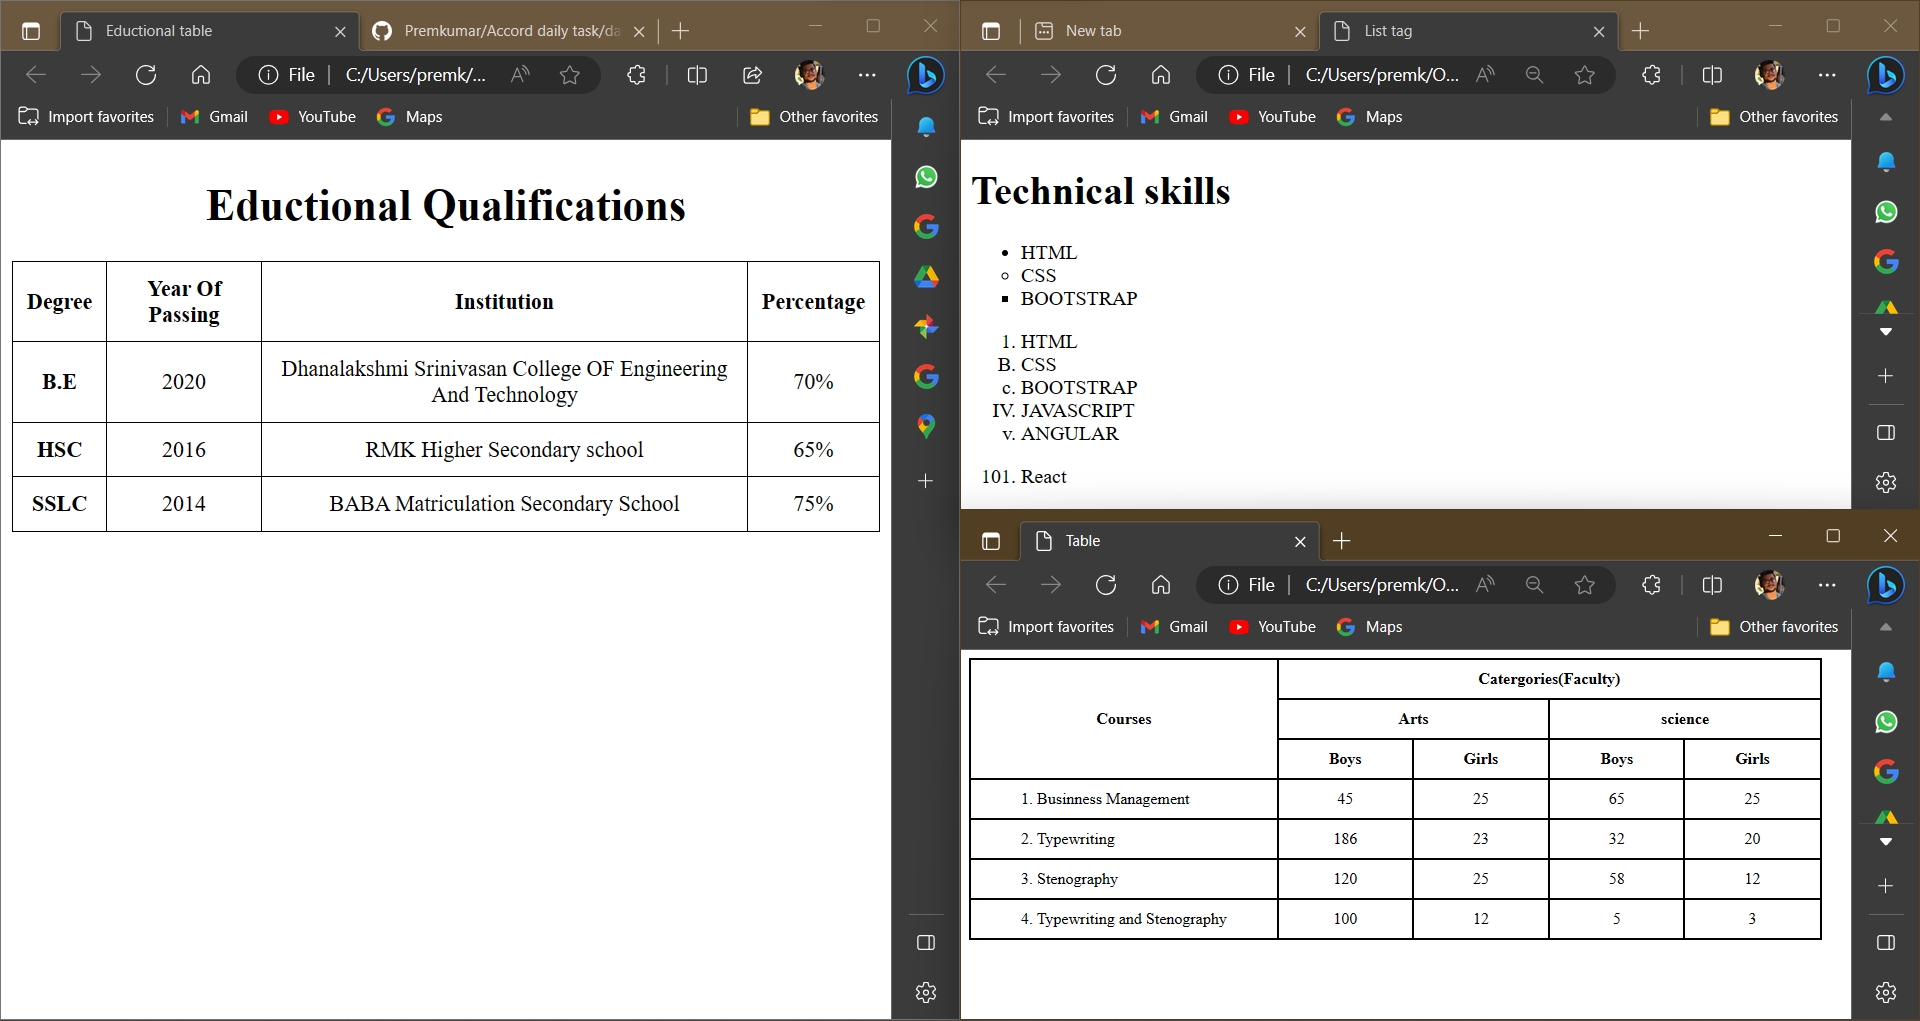 Eductional table
Premkumar/Accord daily task/da
File
C:/Users/premk/...
Import favorites
Gmail
YouTube
Maps
Other favorites
Eductional Qualifications
Degree Year Of Passing Institution Percentage
B.E 2020 Dhanalakshmi Srinivasan College OF Engineering And Technology 70%
HSC 2016 RMK Higher Secondary school 65%
SSLC 2014 BABA Matriculation Secondary School 75%
New tab
List tag
File
C:/Users/premk/O...
Import favorites
Gmail
YouTube
Maps
Other favorites
Technical skills
HTML
CSS
BOOTSTRAP
1. HTML
B. CSS
c. BOOTSTRAP
IV. JAVASCRIPT
v. ANGULAR
101. React
Table
File
C:/Users/premk/O...
Import favorites
Gmail
YouTube
Maps
Other favorites
Courses
Catergories(Faculty)
Arts science
Boys Girls Boys Girls
1. Businness Management 45 25 65 25
2. Typewriting 186 23 32 20
3. Stenography 120 25 58 12
4. Typewriting and Stenography 100 12 5 3